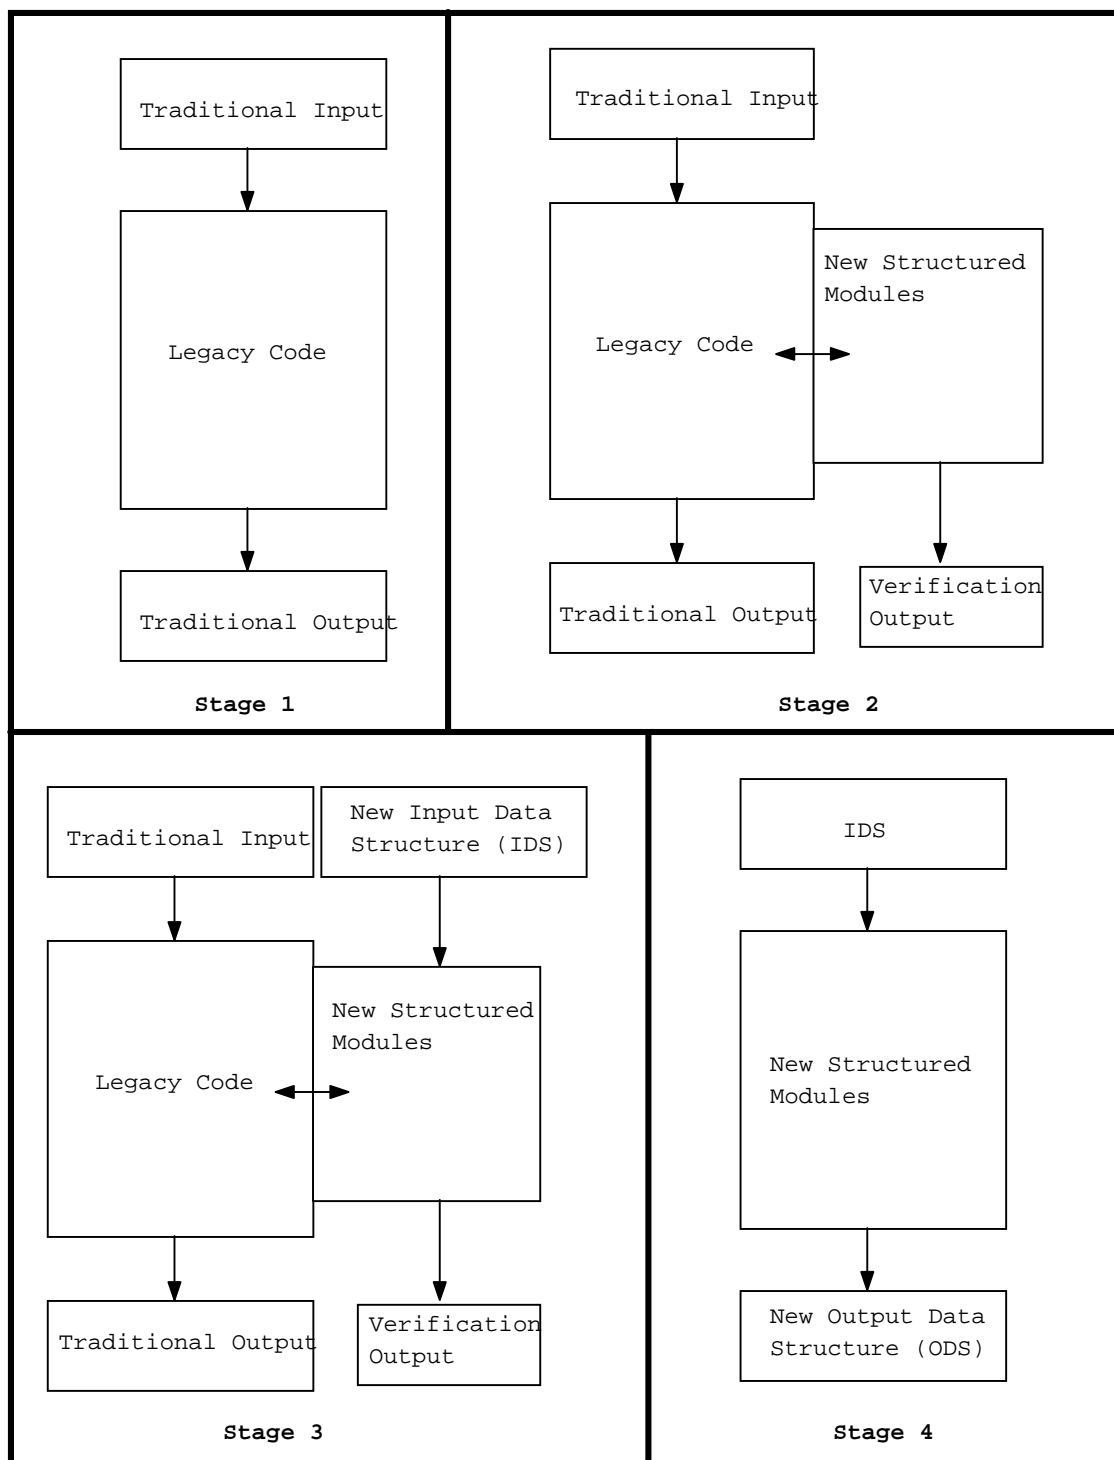 Traditional Input
Legacy Code
Traditional Output
Stage 1
Traditional Input
New Structured
Modules
Legacy Code
Traditional Output
Verification
Output
Stage 2
Traditional Input
New Input Data
Structure (IDS)
New Structured
Modules
Legacy Code
Traditional Output
Verification
Output
Stage 3
IDS
New Structured
Modules
New Output Data
Structure (ODS)
Stage 4